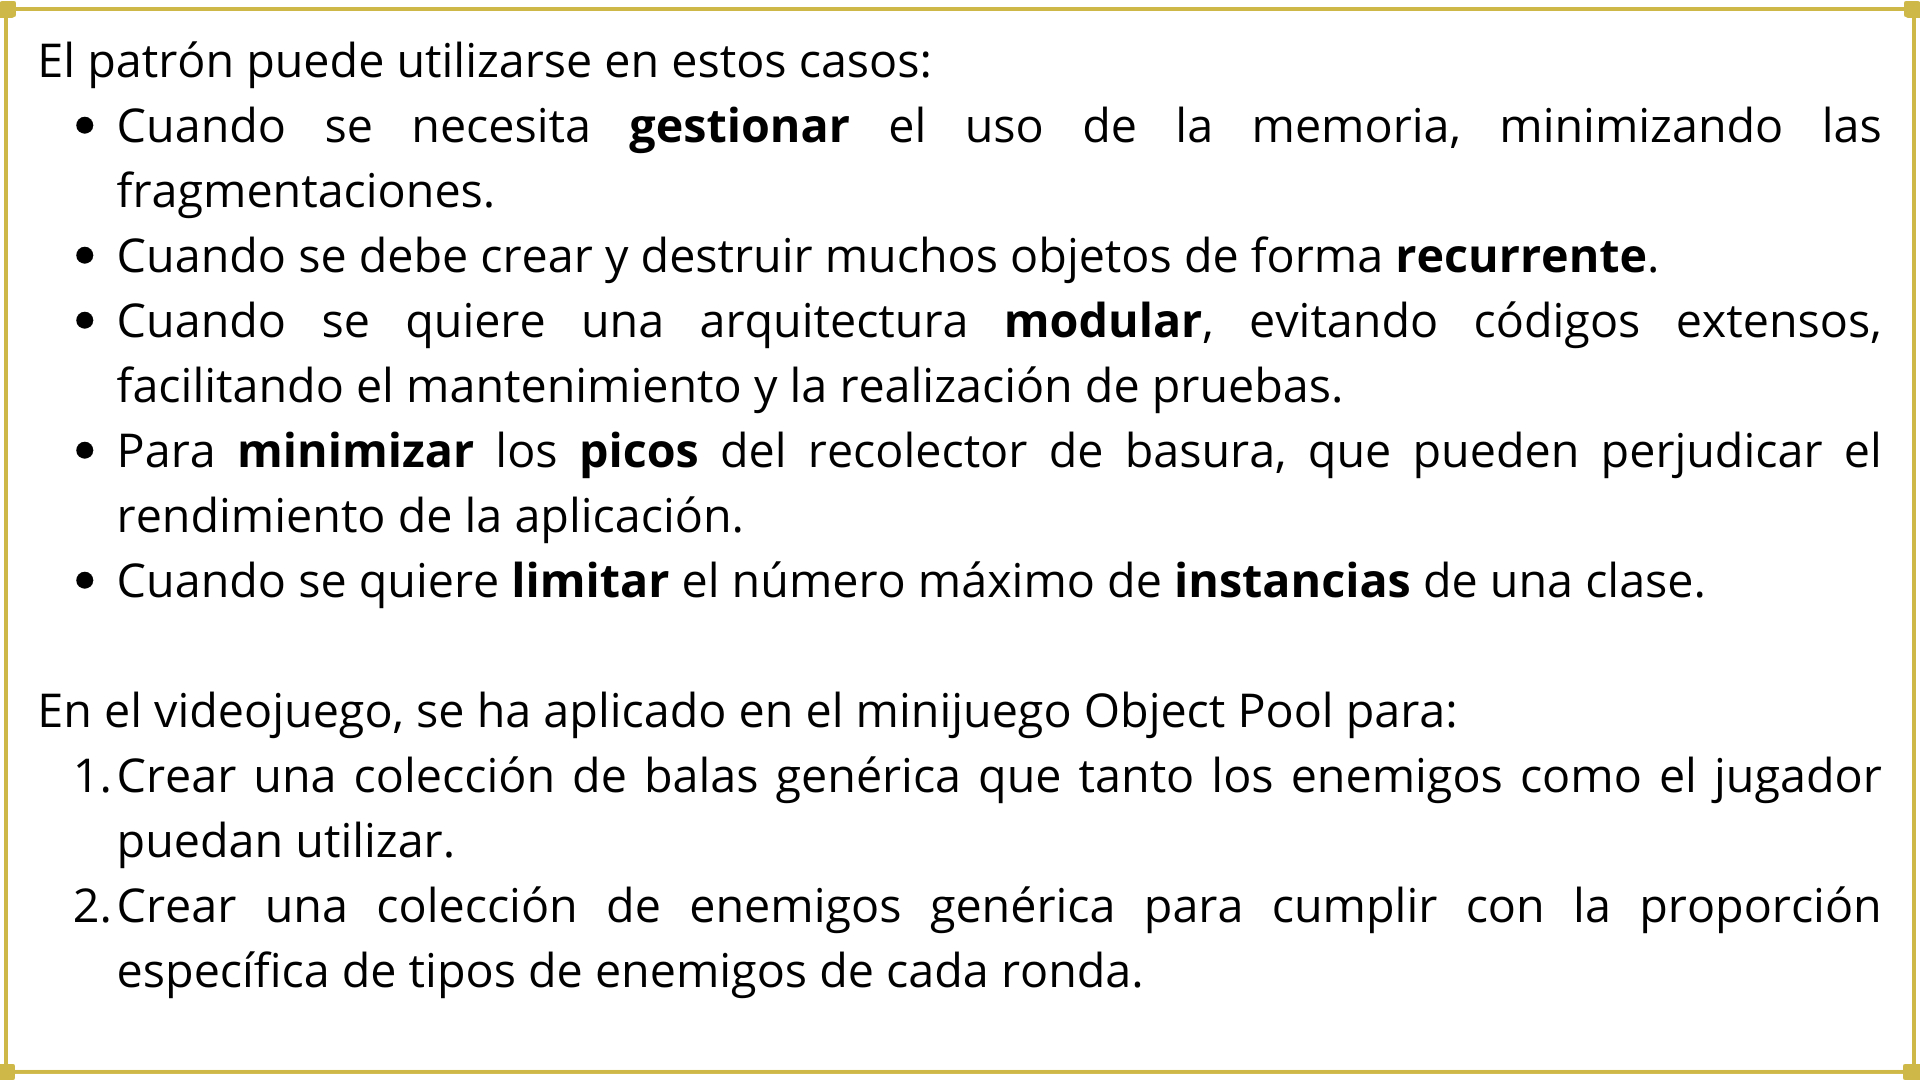 El patrón puede utilizarse en estos casos:
• Cuando se necesita gestionar el uso de la memoria, minimizando las
fragmentaciones.
• Cuando se debe crear y destruir muchos objetos de forma recurrente.
• Cuando se quiere una arquitectura modular, evitando códigos extensos,
facilitando el mantenimiento y la realización de pruebas.
• Para minimizar los picos del recolector de basura, que pueden perjudicar el
rendimiento de la aplicación.
• Cuando se quiere limitar el número máximo de instancias de una clase.
En el videojuego, se ha aplicado en el minijuego Object Pool para:
1. Crear una colección de balas genérica que tanto los enemigos como el jugador
puedan utilizar.
2. Crear una colección de enemigos genérica para cumplir con la proporción
específica de tipos de enemigos de cada ronda.